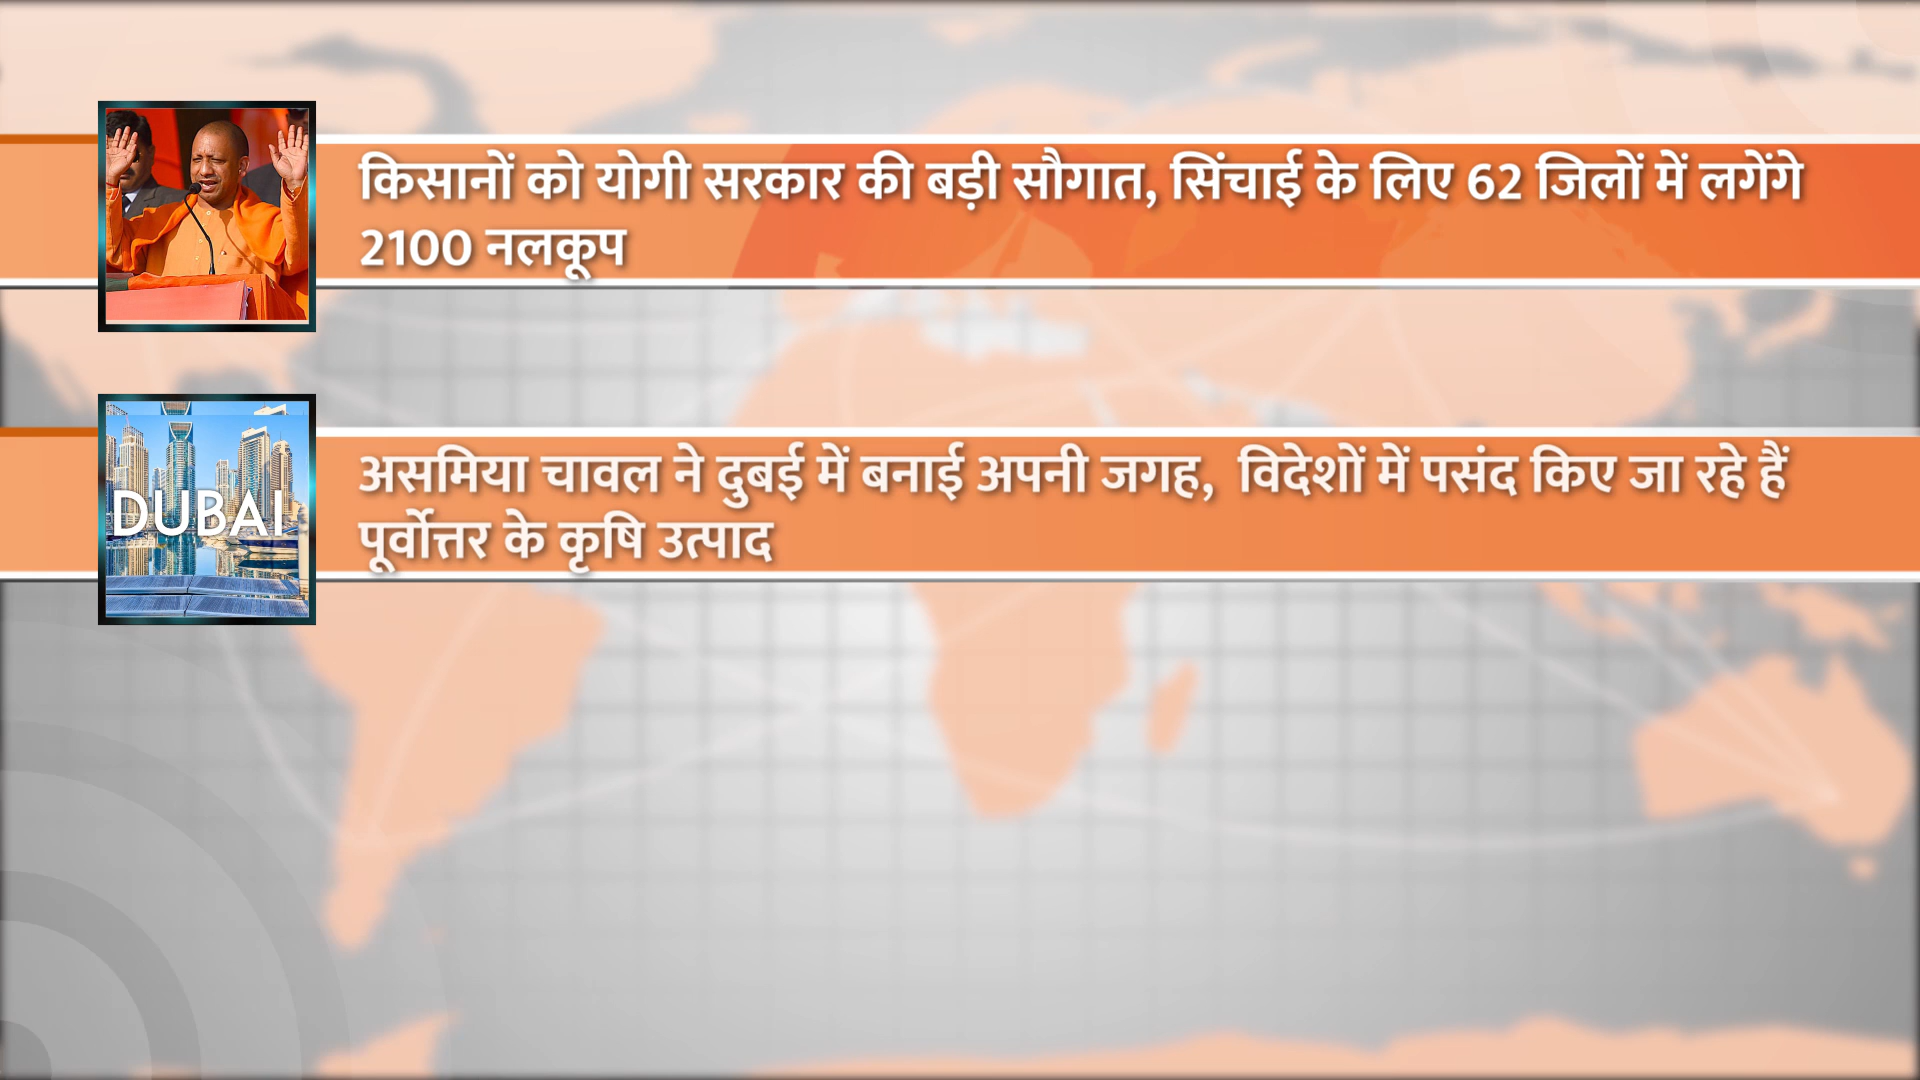 किसानों को योगी सरकार की बड़ी सौगात, सिंचाई के लिए 62 जिलों में लगेंगे
2100 नलकूप
असमिया चावल ने दुबई में बनाई अपनी जगह, विदेशों में पसंद किए जा रहे हैं
पूर्वोत्तर के कृषि उत्पाद
DUBAI